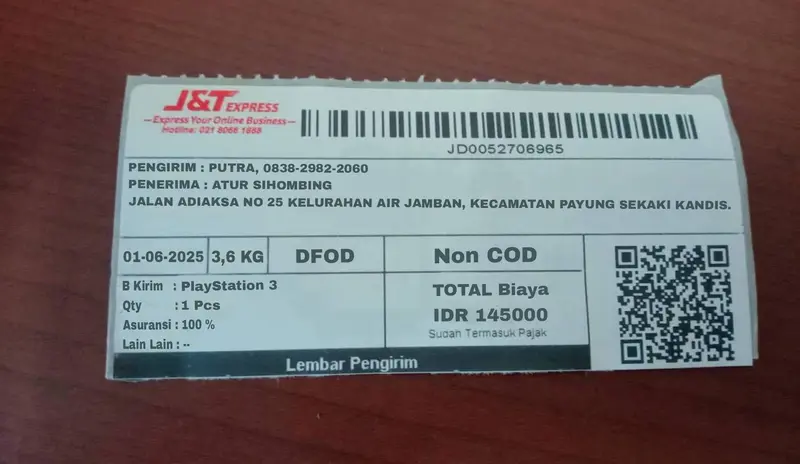 J&T EXPRESS
—Express Your Online Business—
Hotline: 021 8066 1888
JD0052706965
PENGIRIM : PUTRA, 0838-2982-2060
PENERIMA : ATUR SIHOMBING
JALAN ADIAKSA NO 25 KELURAHAN AIR JAMBAN, KECAMATAN PAYUNG SEKAKI KANDIS.
01-06-2025 3,6 KG DFOD Non COD
B Kirim : PlayStation 3
Qty : 1 Pcs
Asuransi : 100 %
Lain Lain : --
TOTAL Biaya
IDR 145000
Sudah Termasuk Pajak
Lembar Pengirim